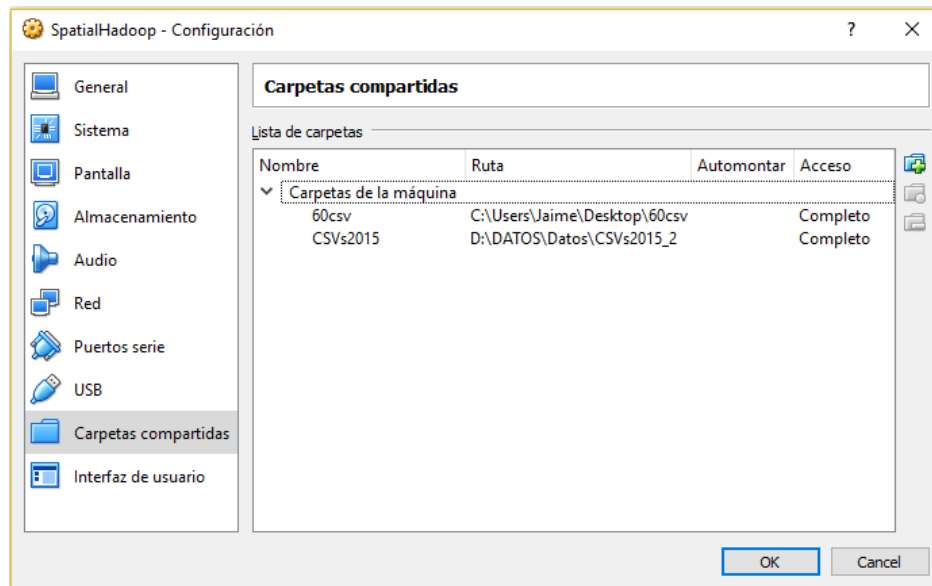 SpatialHadoop - Configuración ?
General
Sistema
Pantalla
Almacenamiento
Audio
Red
Puertos serie
USB
Carpetas compartidas
Interfaz de usuario
Carpetas compartidas
Lista de carpetas
Nombre Ruta Automontar Acceso
Carpetas de la máquina
60csv C:\Users\Jaime\Desktop\60csv Completo
CSVs2015 D:\DATOS\Datos\CSVs2015_2 Completo
OK Cancel